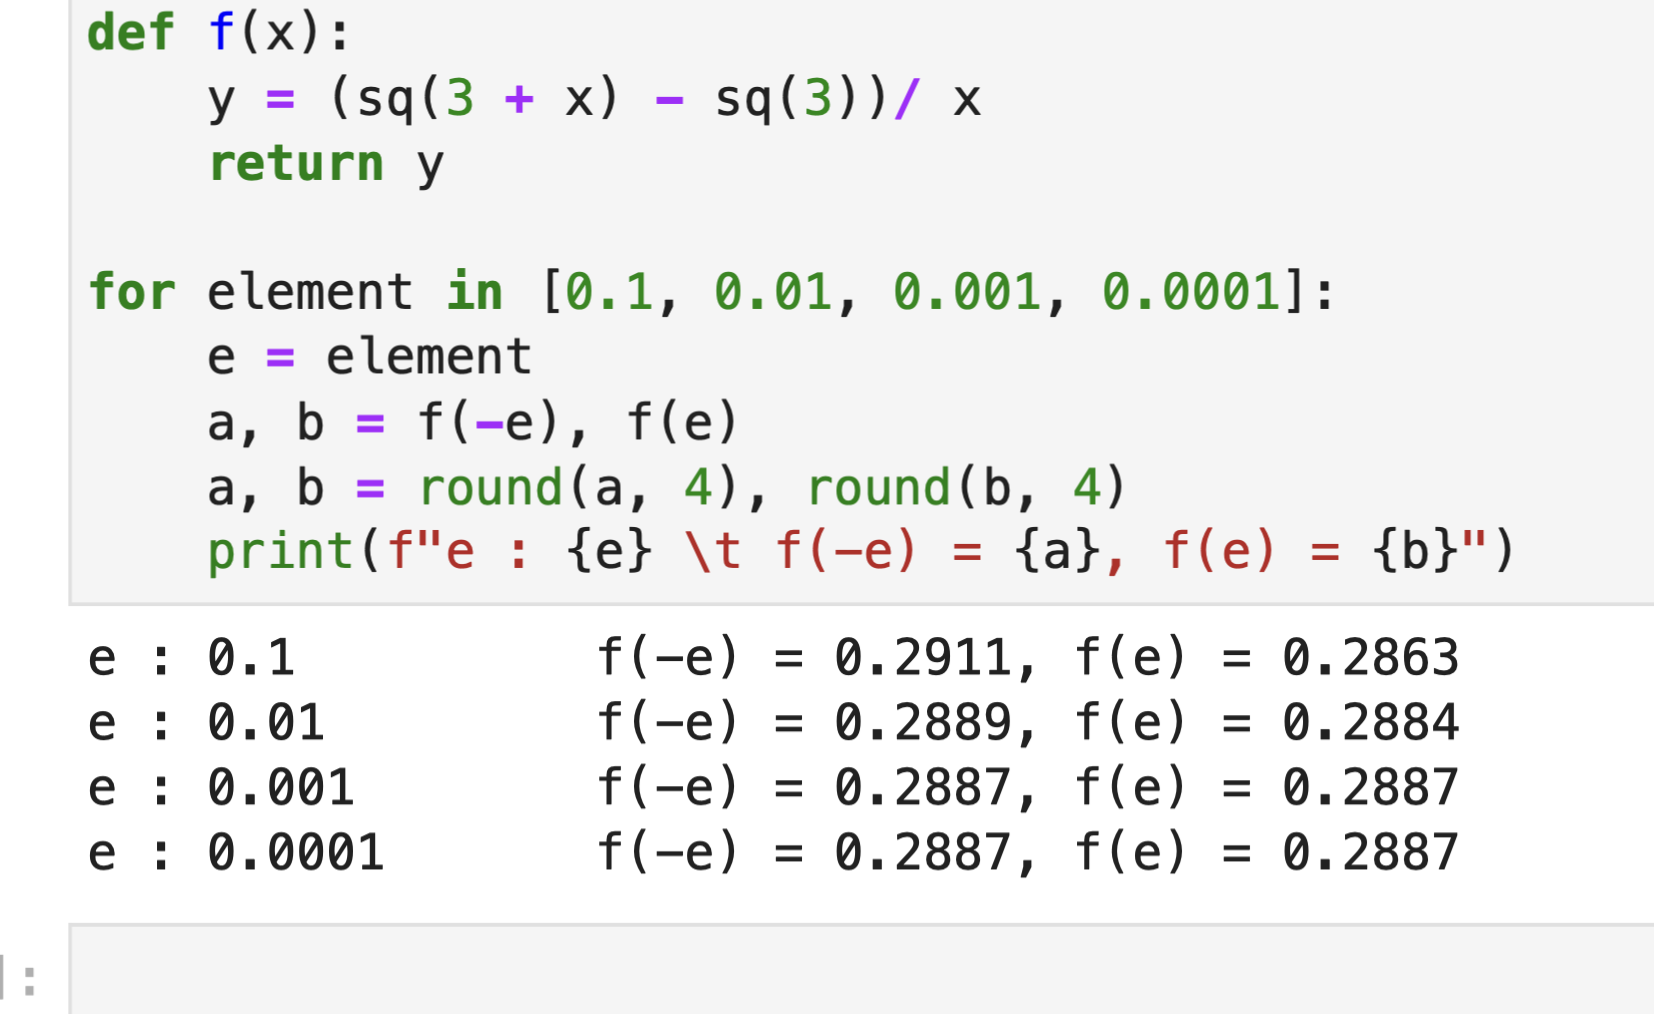 def f(x):
    y = (sq(3 + x) - sq(3))/ x
    return y

for element in [0.1, 0.01, 0.001, 0.0001]:
    e = element
    a, b = f(-e), f(e)
    a, b = round(a, 4), round(b, 4)
    print(f"e : {e} \t f(-e) = {a}, f(e) = {b}")
e : 0.1          f(-e) = 0.2911, f(e) = 0.2863
e : 0.01         f(-e) = 0.2889, f(e) = 0.2884
e : 0.001        f(-e) = 0.2887, f(e) = 0.2887
e : 0.0001       f(-e) = 0.2887, f(e) = 0.2887
]: